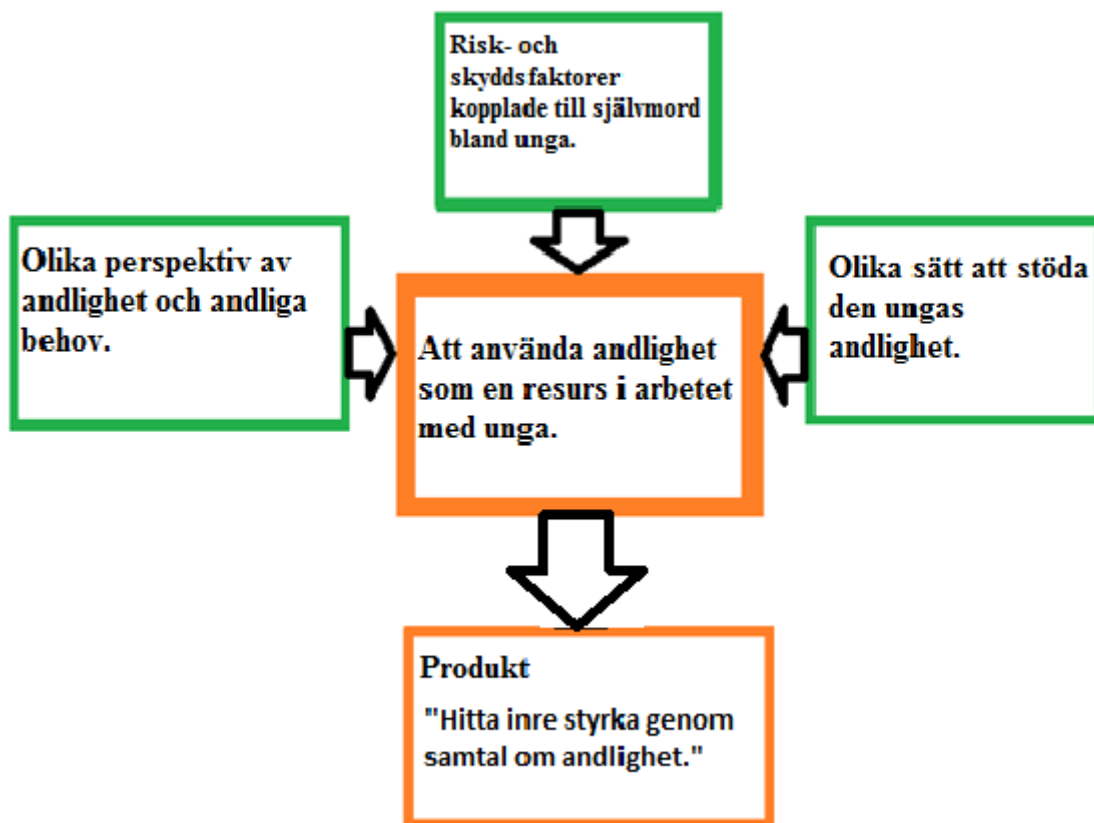 Risk- och
skyddsfaktorer
kopplade till självmord
bland unga.
Olika perspektiv av
andlighet och andliga
behov.
Att använda andlighet
som en resurs i arbetet
med unga.
Olika sätt att stöda
den ungas
andlighet.
Produkt
"Hitta inre styrka genom
samtal om andlighet."